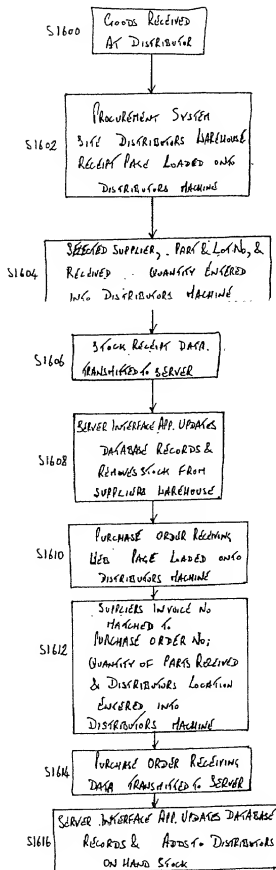 S1600
GOODS RECEIVED
AT DISTRIBUTOR
S1602
PROCUREMENT SYSTEM
SITE DISTRIBUTORS WAREHOUSE
RECEIPT PAGE LOADED ONTO
DISTRIBUTORS MACHINE
S1604
SELECTED SUPPLIER, PART & LOT NO, &
RECEIVED QUANTITY ENTERED
INTO DISTRIBUTORS MACHINE
S1606
STOCK RECEIPT DATA.
TRANSMITTED TO SERVER
S1608
SERVER INTERFACE APP. UPDATES
DATABASE RECORDS &
REMOVES STOCK FROM
SUPPLIERS WAREHOUSE.
S1610
PURCHASE ORDER RECEIVING
WEB PAGE LOADED ONTO
DISTRIBUTORS MACHINE
S1612
SUPPLIERS INVOICE NO
MATCHED TO
PURCHASE ORDER NO;
QUANTITY OF PARTS RECEIVED
& DISTRIBUTORS LOCATION
ENTERED INTO
DISTRIBUTORS MACHINE
S1614
PURCHASE ORDER RECEIVING
DATA TRANSMITTED TO SERVER
S1616
SERVER INTERFACE APP. UPDATES DATABASE
RECORDS & ADDS TO DISTRIBUTORS
ON HAND STOCK